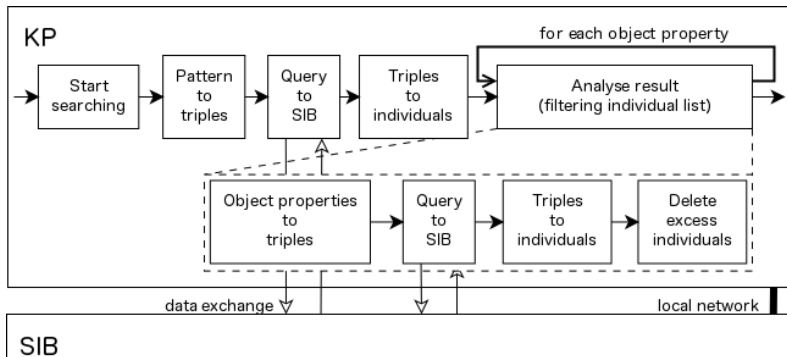 KP
for each object property
Start
searching
Pattern
to
triples
Query
to
SIB
Triples
to
individuals
Analyse result
(filtering individual list)
Object properties
to
triples
Query
to
SIB
Triples
to
individuals
Delete
excess
individuals
data exchange
local network
SIB